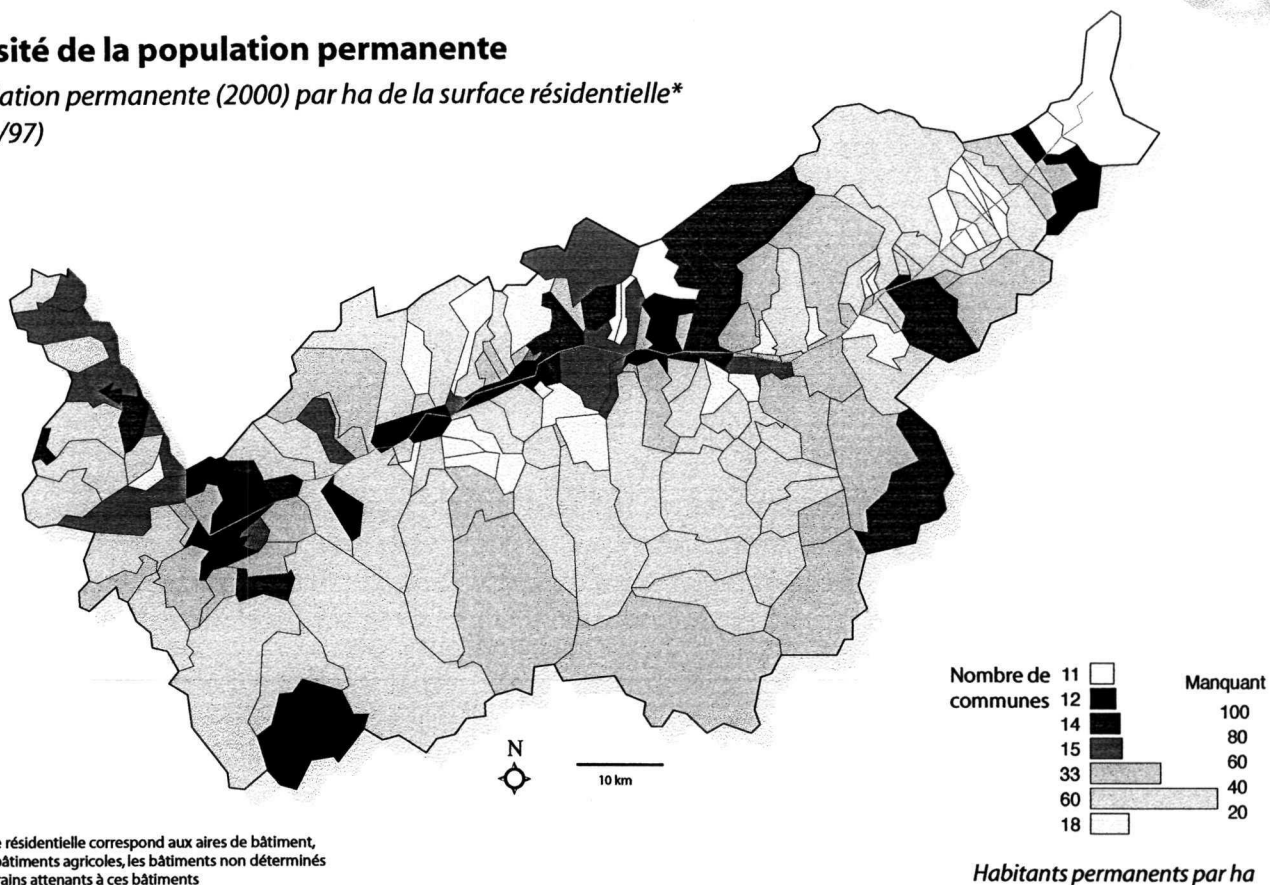 sité de la population permanente
lation permanente (2000) par ha de la surface résidentielle*
/97)
N
10 km
Nombre de communes
11
12
14
15
33
60
18
Manquant
100
80
60
40
20
Habitants permanents par ha
e résidentielle correspond aux aires de bâtiment,
bâtiments agricoles, les bâtiments non déterminés
rains attenants à ces bâtiments